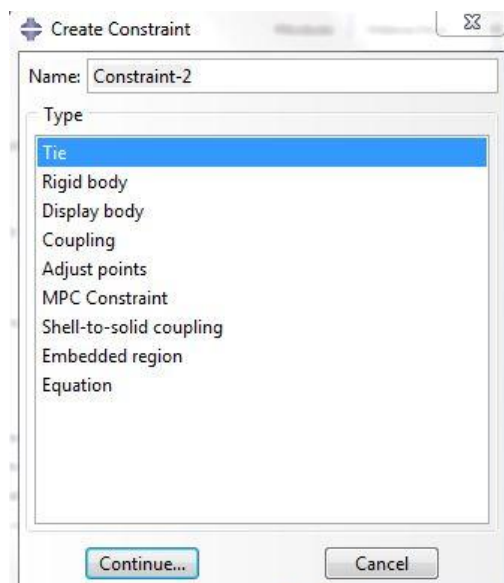 Create Constraint
Name: Constraint-2
Type
Tie
Rigid body
Display body
Coupling
Adjust points
MPC Constraint
Shell-to-solid coupling
Embedded region
Equation
Continue... Cancel